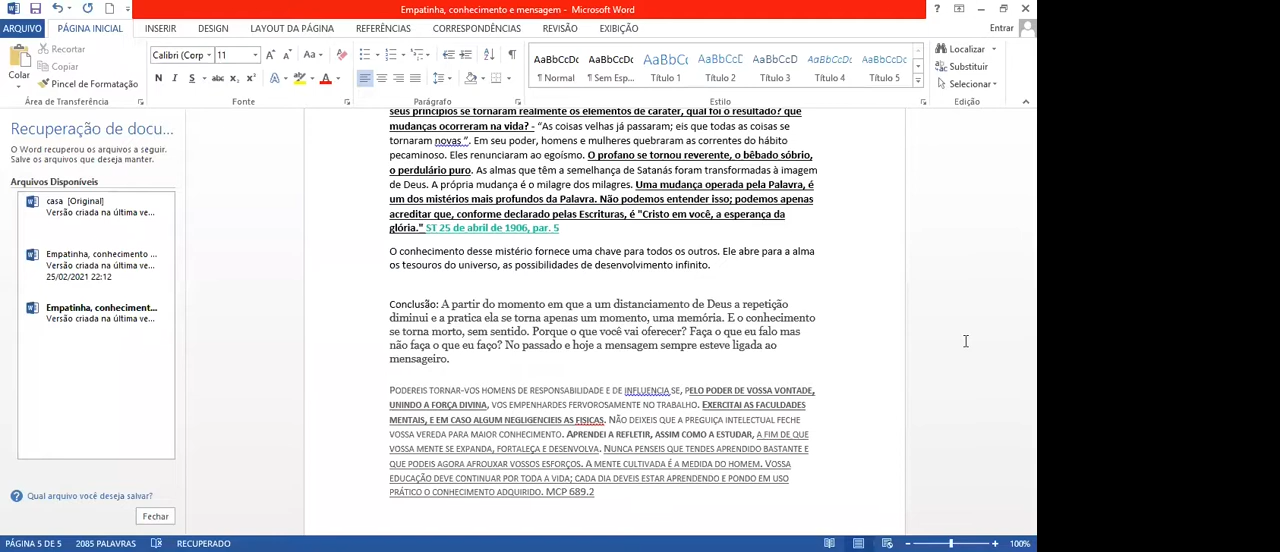 Empatinha, conhecimento e mensagem - Microsoft Word
ARQUIVO PÁGINA INICIAL INSERIR DESIGN LAYOUT DA PÁGINA REFERÊNCIAS CORRESPONDÊNCIAS REVISÃO EXIBIÇÃO Entrar
Colar
Recortar
Copiar
Pincel de Formatação
Área de Transferência
Calibri (Corp 11
N I S abc x₂ x²
Fonte
Parágrafo
AaBbCcDc AaBbCcDc AaBbCc AaBbCcD AaBbCcD AaBbCcDc AaBbCcDc
¶ Normal ¶ Sem Esp... Título 1 Título 2 Título 3 Título 4 Título 5
Estilo
Localizar
Substituir
Selecionar
Edição
Recuperação de docu...
O Word recuperou os arquivos a seguir.
Salve os arquivos que deseja manter.
Arquivos Disponíveis
casa [Original]
Versão criada na última ve...
Empatinha, conhecimento ...
Versão criada na última ve...
25/02/2021 22:12
Empatinha, conheciment...
Versão criada na última ve...
Qual arquivo você deseja salvar?
Fechar
seus princípios se tornaram realmente os elementos de caráter, qual foi o resultado? que
mudanças ocorreram na vida? - “As coisas velhas já passaram; eis que todas as coisas se
tornaram novas ”. Em seu poder, homens e mulheres quebraram as correntes do hábito
pecaminoso. Eles renunciaram ao egoísmo. O profano se tornou reverente, o bêbado sóbrio,
o perdulário puro. As almas que têm a semelhança de Satanás foram transformadas à imagem
de Deus. A própria mudança é o milagre dos milagres. Uma mudança operada pela Palavra, é
um dos mistérios mais profundos da Palavra. Não podemos entender isso; podemos apenas
acreditar que, conforme declarado pelas Escrituras, é "Cristo em você, a esperança da
glória." ST 25 de abril de 1906, par. 5
O conhecimento desse mistério fornece uma chave para todos os outros. Ele abre para a alma
os tesouros do universo, as possibilidades de desenvolvimento infinito.
Conclusão: A partir do momento em que a um distanciamento de Deus a repetição
diminui e a pratica ela se torna apenas um momento, uma memória. E o conhecimento
se torna morto, sem sentido. Porque o que você vai oferecer? Faça o que eu falo mas
não faça o que eu faço? No passado e hoje a mensagem sempre esteve ligada ao
mensageiro.
PODEREIS TORNAR-VOS HOMENS DE RESPONSABILIDADE E DE INFLUENCIA SE, PELO PODER DE VOSSA VONTADE,
UNINDO A FORÇA DIVINA, VOS EMPENHARDES FERVOROSAMENTE NO TRABALHO. EXERCITAI AS FACULDADES
MENTAIS, E EM CASO ALGUM NEGLIGENCIEIS AS FISICAS. NÃO DEIXEIS QUE A PREGUIÇA INTELECTUAL FECHE
VOSSA VEREDA PARA MAIOR CONHECIMENTO. APRENDEI A REFLETIR, ASSIM COMO A ESTUDAR, A FIM DE QUE
VOSSA MENTE SE EXPANDA, FORTALEÇA E DESENVOLVA. NUNCA PENSEIS QUE TENDES APRENDIDO BASTANTE E
QUE PODEIS AGORA AFROUXAR VOSSOS ESFORÇOS. A MENTE CULTIVADA É A MEDIDA DO HOMEM. VOSSA
EDUCAÇÃO DEVE CONTINUAR POR TODA A VIDA; CADA DIA DEVEIS ESTAR APRENDENDO E PONDO EM USO
PRÁTICO O CONHECIMENTO ADQUIRIDO. MCP 689.2
PÁGINA 5 DE 5 2085 PALAVRAS RECUPERADO 100%